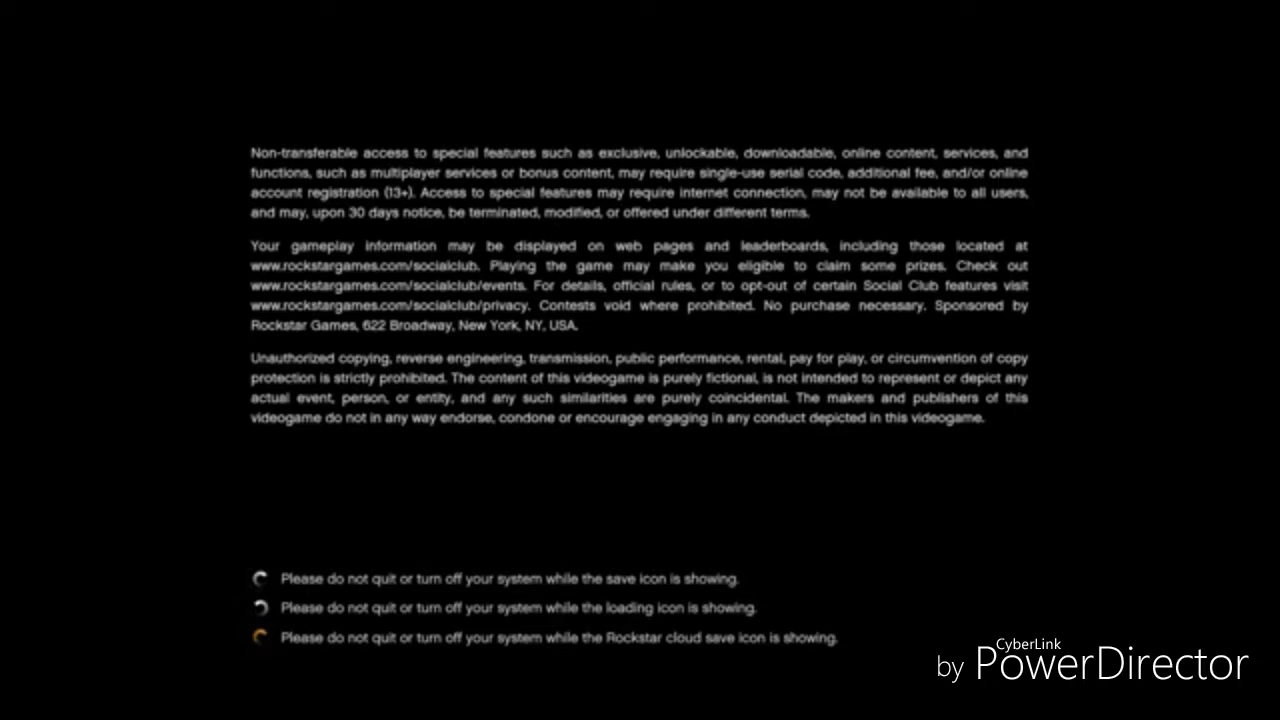 Non-transferable access to special features such as exclusive, unlockable, downloadable, online content, services, and
functions, such as multiplayer services or bonus content, may require single-use serial code, additional fee, and/or online
account registration (13+). Access to special features may require internet connection, may not be available to all users,
and may, upon 30 days notice, be terminated, modified, or offered under different terms.
Your gameplay information may be displayed on web pages and leaderboards, including those located at
www.rockstargames.com/socialclub. Playing the game may make you eligible to claim some prizes. Check out
www.rockstargames.com/socialclub/events. For details, official rules, or to opt-out of certain Social Club features visit
www.rockstargames.com/socialclub/privacy. Contests void where prohibited. No purchase necessary. Sponsored by
Rockstar Games, 622 Broadway, New York, NY, USA.
Unauthorized copying, reverse engineering, transmission, public performance, rental, pay for play, or circumvention of copy
protection is strictly prohibited. The content of this videogame is purely fictional, is not intended to represent or depict any
actual event, person, or entity, and any such similarities are purely coincidental. The makers and publishers of this
videogame do not in any way endorse, condone or encourage engaging in any conduct depicted in this videogame.
Please do not quit or turn off your system while the save icon is showing.
Please do not quit or turn off your system while the loading icon is showing.
Please do not quit or turn off your system while the Rockstar cloud save icon is showing.
CyberLink
by PowerDirector